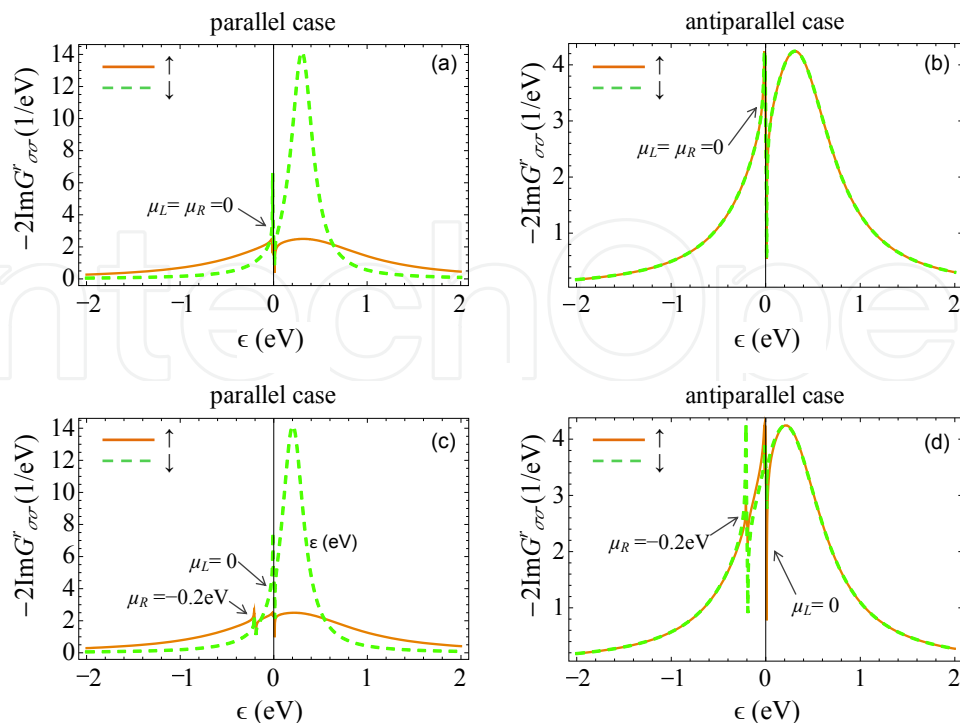 parallel case
−2ImG^r_σσ (1/eV)
14
12
10
8
6
4
2
0
↑
↓
(a)
μ_L = μ_R = 0
−2 −1 0 1 2
ϵ (eV)
antiparallel case
−2ImG^r_σσ (1/eV)
4
3
2
1
↑
↓
(b)
μ_L = μ_R = 0
−2 −1 0 1 2
ϵ (eV)
ntechOpe
parallel case
−2ImG^r_σσ (1/eV)
14
12
10
8
6
4
2
0
↑
↓
(c)
ε (eV)
μ_L = 0
μ_R = −0.2eV
−2 −1 0 1 2
ϵ (eV)
antiparallel case
−2ImG^r_σσ (1/eV)
4
3
2
1
↑
↓
(d)
μ_R = −0.2eV
μ_L = 0
−2 −1 0 1 2
ϵ (eV)